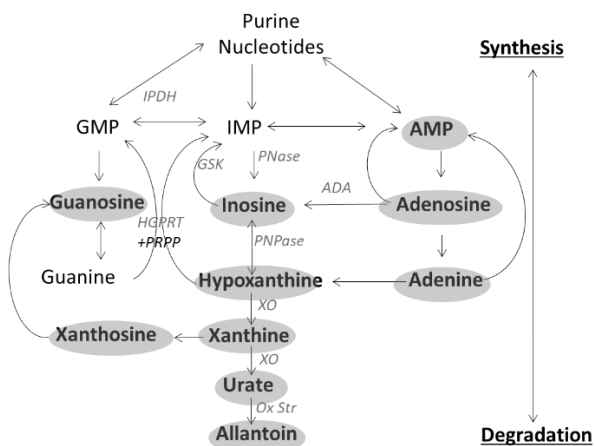 Purine
Nucleotides
Synthesis
IPDH
GMP
IMP
AMP
GSK
PNase
ADA
Guanosine
Inosine
Adenosine
HGPRT
+PRPP
PNPase
Guanine
Hypoxanthine
Adenine
XO
Xanthosine
Xanthine
XO
Urate
Ox Str
Allantoin
Degradation